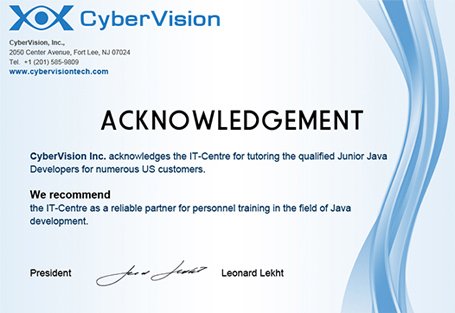 CyberVision
CyberVision, Inc.,
2050 Center Avenue, Fort Lee, NJ 07024
Tel. +1 (201) 585-9809
www.cybervisiontech.com
ACKNOWLEDGEMENT
CyberVision Inc. acknowledges the IT-Centre for tutoring the qualified Junior Java
Developers for numerous US customers.
We recommend
the IT-Centre as a reliable partner for personnel training in the field of Java
development.
President Leonard Lekht